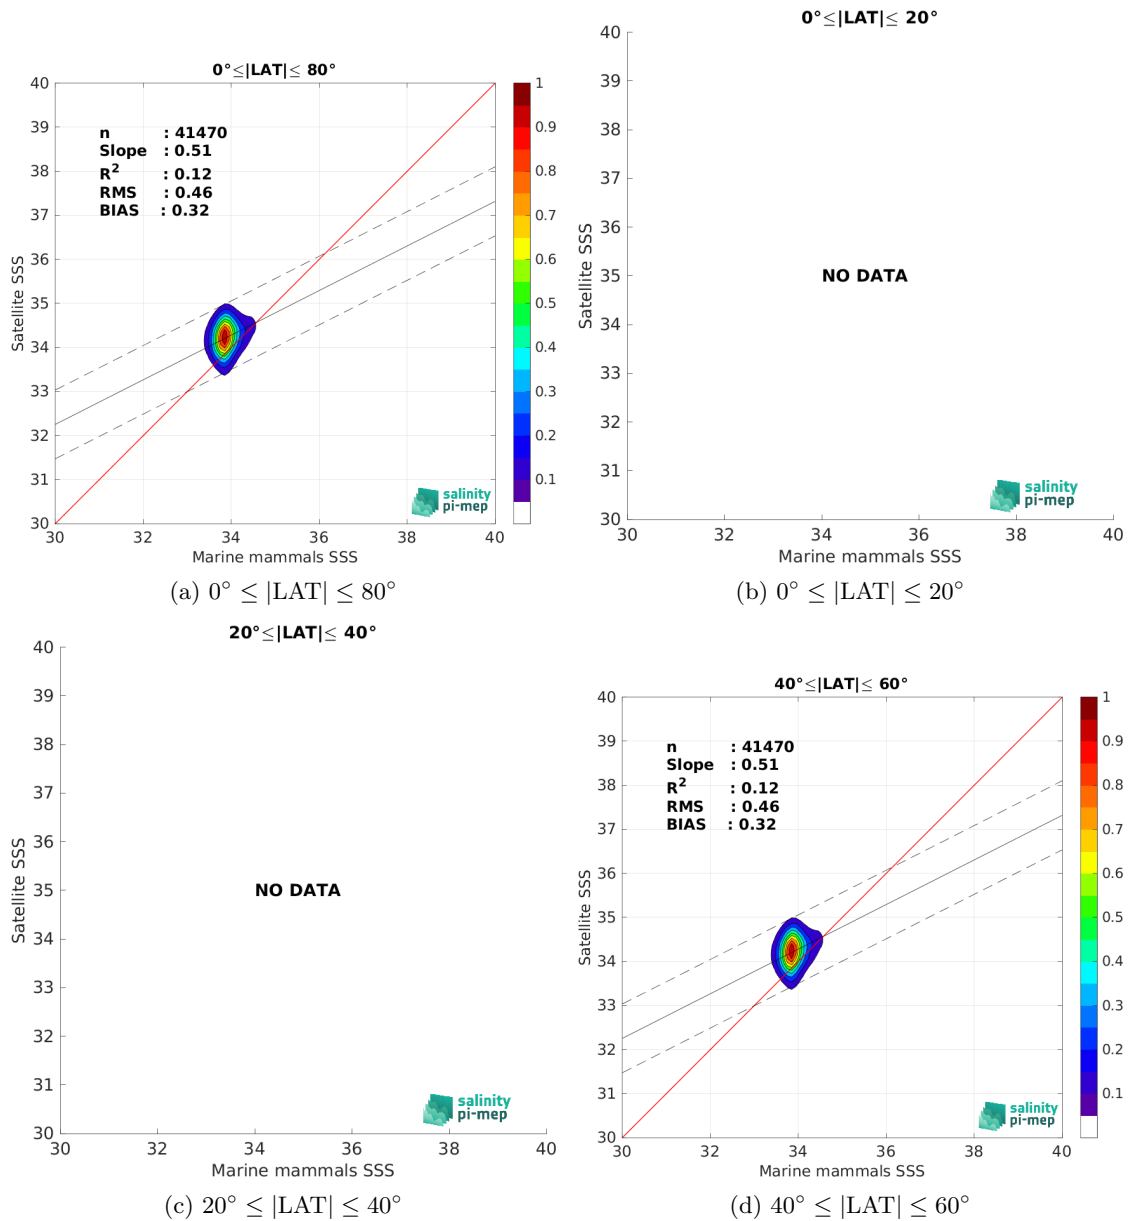 0°≤|LAT|≤ 80°
40
39
38
37
36
35
34
33
32
31
30
n : 41470
Slope : 0.51
R² : 0.12
RMS : 0.46
BIAS : 0.32
Satellite SSS
30 32 34 36 38 40
Marine mammals SSS
salinity
pi-mep
1
0.9
0.8
0.7
0.6
0.5
0.4
0.3
0.2
0.1
(a) 0° ≤ |LAT| ≤ 80°
0°≤|LAT|≤ 20°
40
39
38
37
36
35
34
33
32
31
30
Satellite SSS
NO DATA
salinity
pi-mep
30 32 34 36 38 40
Marine mammals SSS
(b) 0° ≤ |LAT| ≤ 20°
20°≤|LAT|≤ 40°
40
39
38
37
36
35
34
33
32
31
30
Satellite SSS
NO DATA
salinity
pi-mep
30 32 34 36 38 40
Marine mammals SSS
(c) 20° ≤ |LAT| ≤ 40°
40°≤|LAT|≤ 60°
40
39
38
37
36
35
34
33
32
31
30
n : 41470
Slope : 0.51
R² : 0.12
RMS : 0.46
BIAS : 0.32
Satellite SSS
salinity
pi-mep
30 32 34 36 38 40
Marine mammals SSS
1
0.9
0.8
0.7
0.6
0.5
0.4
0.3
0.2
0.1
(d) 40° ≤ |LAT| ≤ 60°